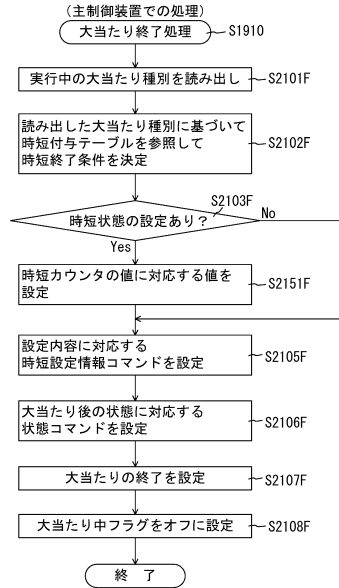 (主制御装置での処理)
大当たり終了処理
S1910
実行中の大当たり種別を読み出し
S2101F
読み出した大当たり種別に基づいて
時短付与テーブルを参照して
時短終了条件を決定
S2102F
S2103F
時短状態の設定あり?
No
Yes
時短カウンタの値に対応する値を
設定
S2151F
設定内容に対応する
時短設定情報コマンドを設定
S2105F
大当たり後の状態に対応する
状態コマンドを設定
S2106F
大当たりの終了を設定
S2107F
大当たり中フラグをオフに設定
S2108F
終 了